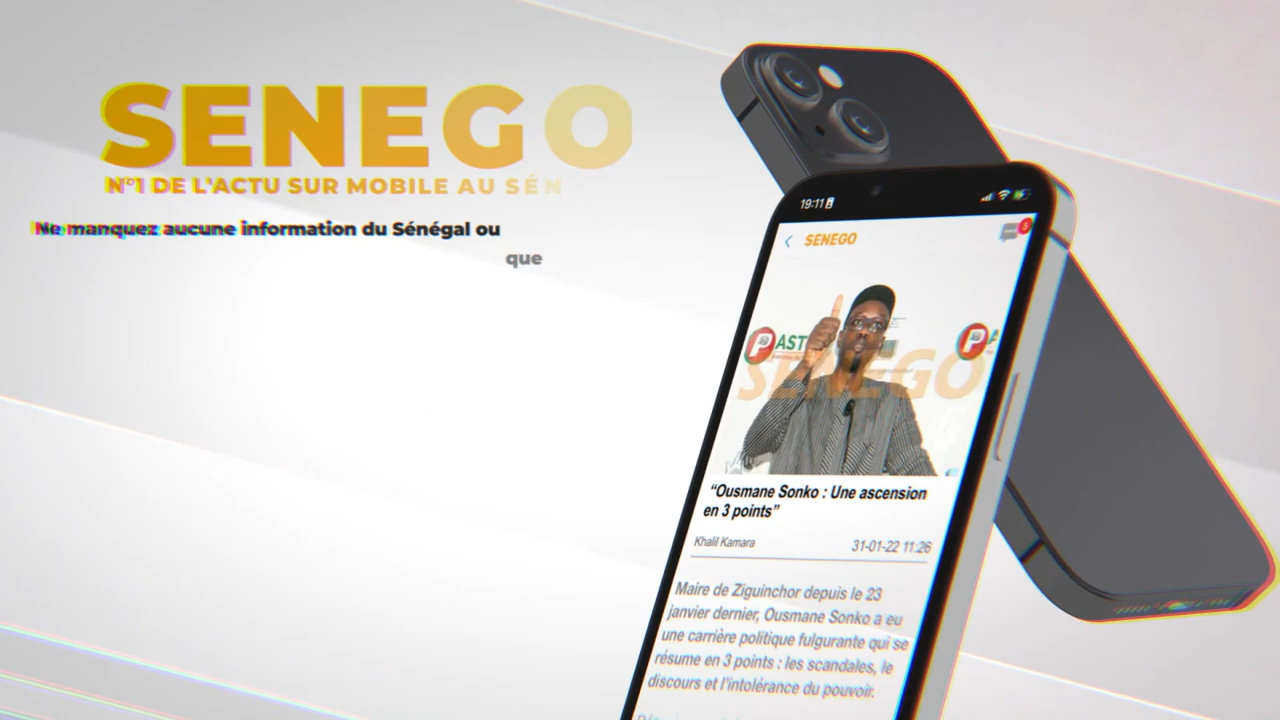 SENEGO
N°1 DE L'ACTU SUR MOBILE AU SÉN
Ne manquez aucune information du Sénégal ou
que
19:11
SENEGO
PAST
P
SENEGO
“Ousmane Sonko : Une ascension
en 3 points”
Khalil Kamara
31-01-22 11:26
Maire de Ziguinchor depuis le 23
janvier dernier, Ousmane Sonko a eu
une carrière politique fulgurante qui se
résume en 3 points : les scandales, le
discours et l'intolérance du pouvoir.